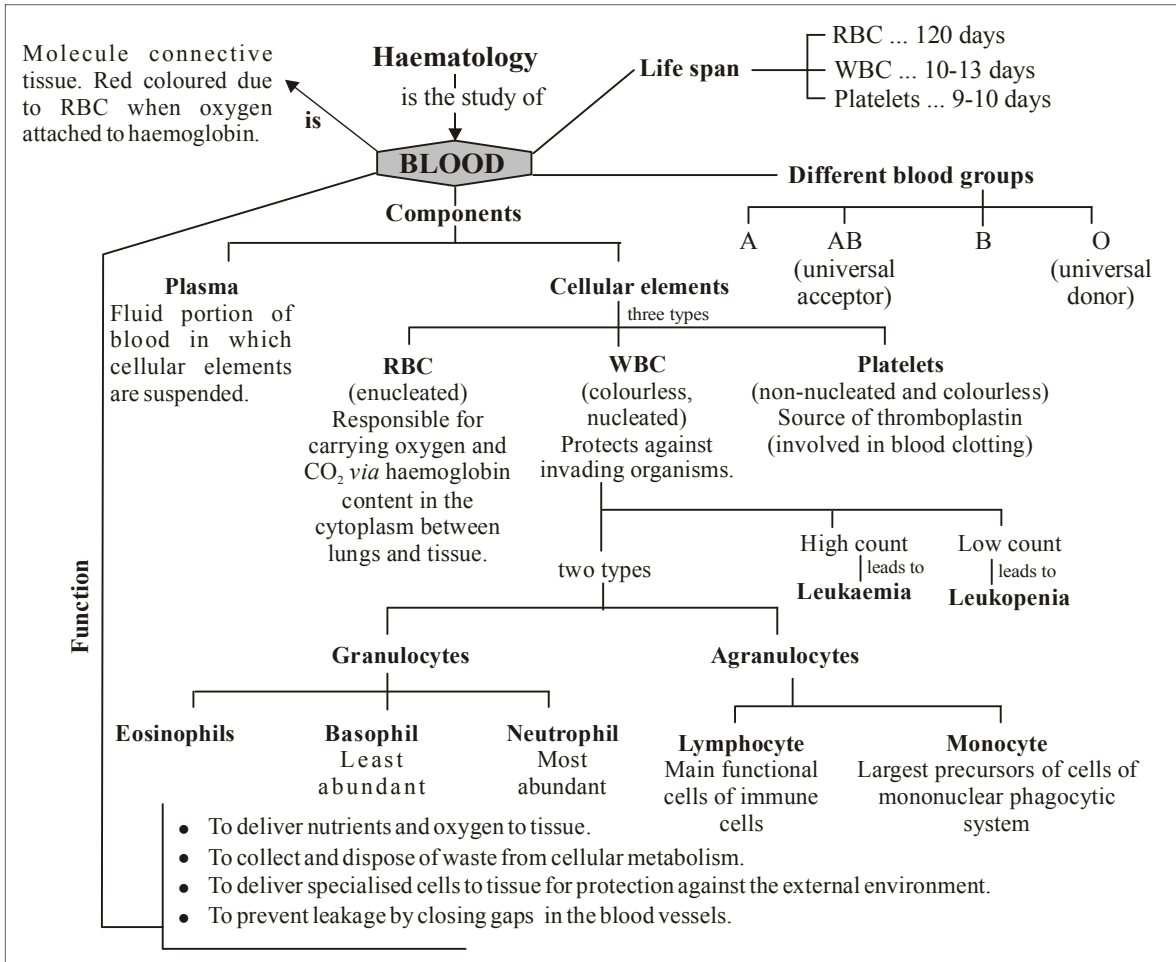 Molecule connective
tissue. Red coloured due
to RBC when oxygen
attached to haemoglobin.
is
Haematology
is the study of
BLOOD
Life span
RBC ... 120 days
WBC ... 10-13 days
Platelets ... 9-10 days
Different blood groups
A
AB
(universal
acceptor)
B
O
(universal
donor)
Components
Plasma
Fluid portion of
blood in which
cellular elements
are suspended.
Cellular elements
three types
RBC
(enucleated)
Responsible for
carrying oxygen and
CO₂ via haemoglobin
content in the
cytoplasm between
lungs and tissue.
WBC
(colourless,
nucleated)
Protects against
invading organisms.
Platelets
(non-nucleated and colourless)
Source of thromboplastin
(involved in blood clotting)
High count
leads to
Leukaemia
Low count
leads to
Leukopenia
two types
Granulocytes
Agranulocytes
Eosinophils
Basophil
Least
abundant
Neutrophil
Most
abundant
Lymphocyte
Main functional
cells of immune
cells
Monocyte
Largest precursors of cells of
mononuclear phagocytic
system
Function
• To deliver nutrients and oxygen to tissue.
• To collect and dispose of waste from cellular metabolism.
• To deliver specialised cells to tissue for protection against the external environment.
• To prevent leakage by closing gaps in the blood vessels.